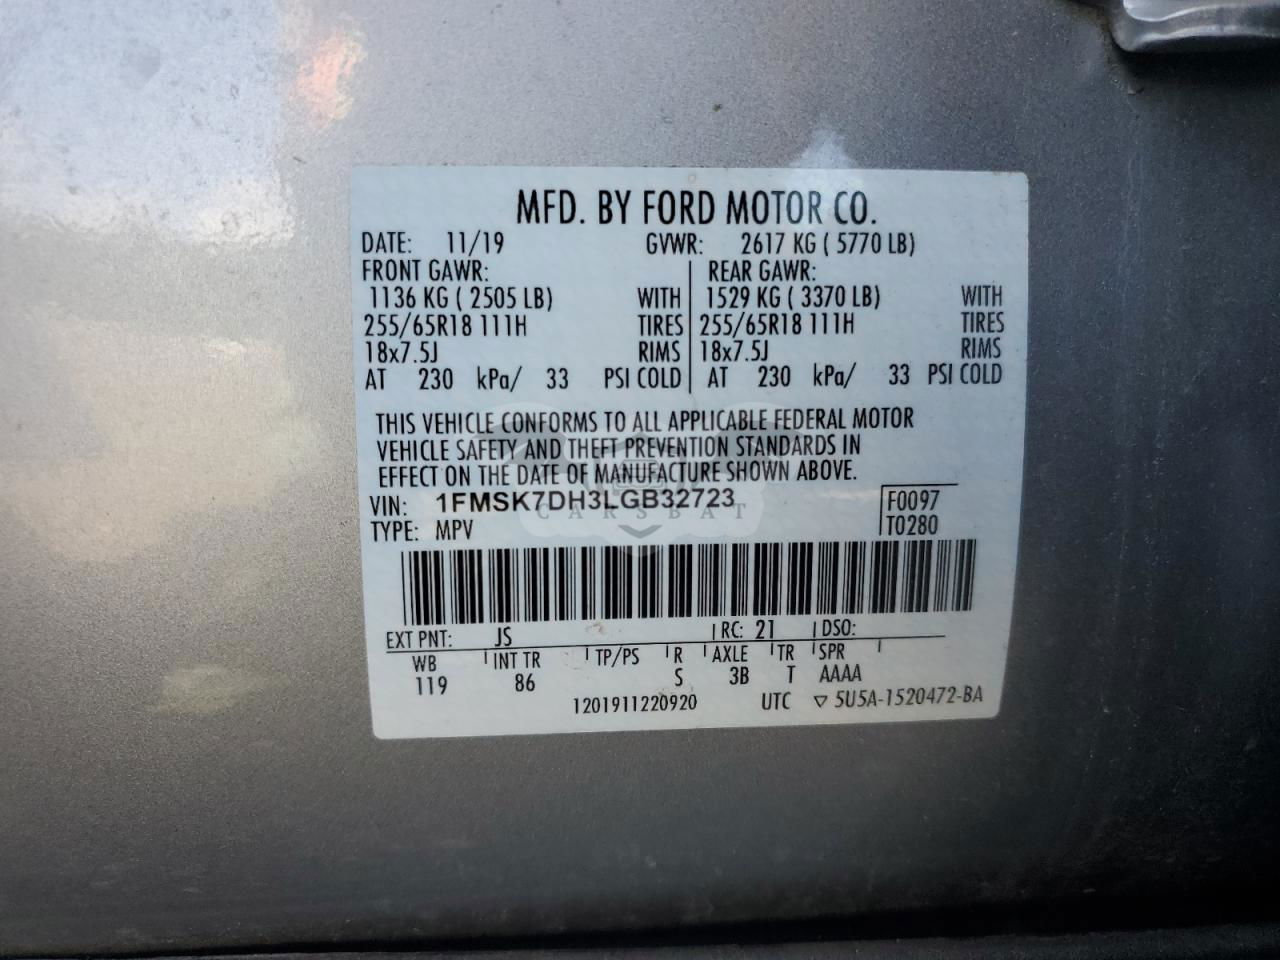 MFD. BY FORD MOTOR CO.
DATE: 11/19 GVWR: 2617 KG ( 5770 LB)
FRONT GAWR: REAR GAWR:
1136 KG ( 2505 LB) WITH 1529 KG ( 3370 LB) WITH
255/65R18 111H TIRES 255/65R18 111H TIRES
18x7.5J RIMS 18x7.5J RIMS
AT 230 kPa/ 33 PSI COLD AT 230 kPa/ 33 PSI COLD
THIS VEHICLE CONFORMS TO ALL APPLICABLE FEDERAL MOTOR
VEHICLE SAFETY AND THEFT PREVENTION STANDARDS IN
EFFECT ON THE DATE OF MANUFACTURE SHOWN ABOVE.
VIN: 1FMSK7DH3LGB32723 F0097
CARSBAT
TYPE: MPV T0280
EXT PNT: JS RC: 21 DSO:
WB INT TR TP/PS R AXLE TR SPR
119 86 S 3B T AAAA
1201911220920 UTC ▽ 5U5A-1520472-BA